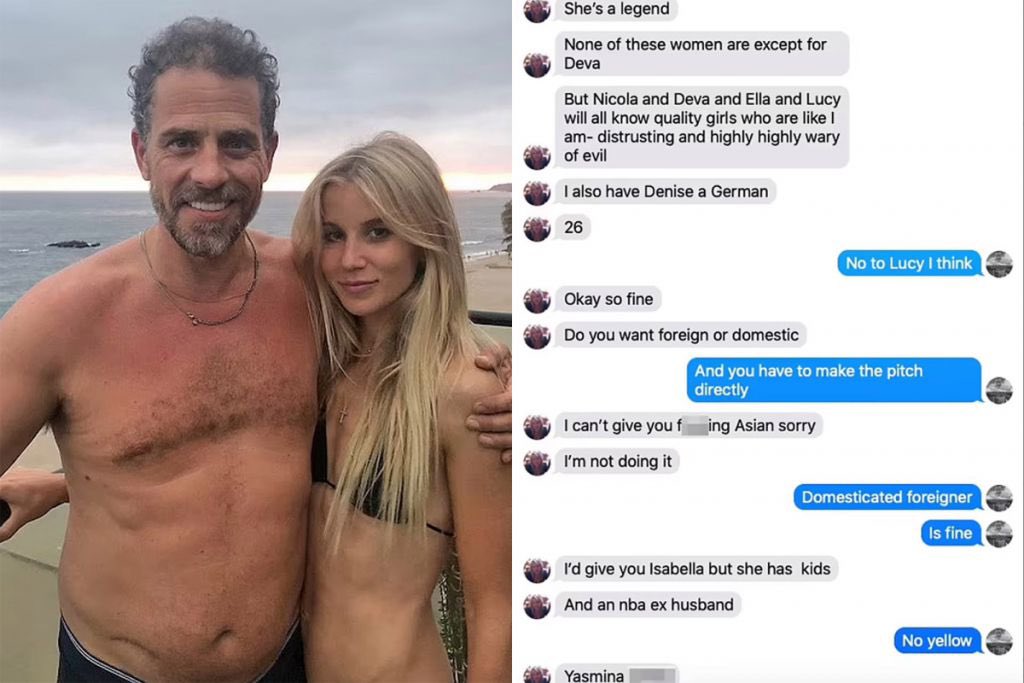 She's a legend
None of these women are except for
Deva
But Nicola and Deva and Ella and Lucy
will all know quality girls who are like I
am- distrusting and highly highly wary
of evil
I also have Denise a German
26
No to Lucy I think
Okay so fine
Do you want foreign or domestic
And you have to make the pitch
directly
I can't give you f ing Asian sorry
I'm not doing it
Domesticated foreigner
Is fine
I'd give you Isabella but she has kids
And an nba ex husband
No yellow
Yasmina